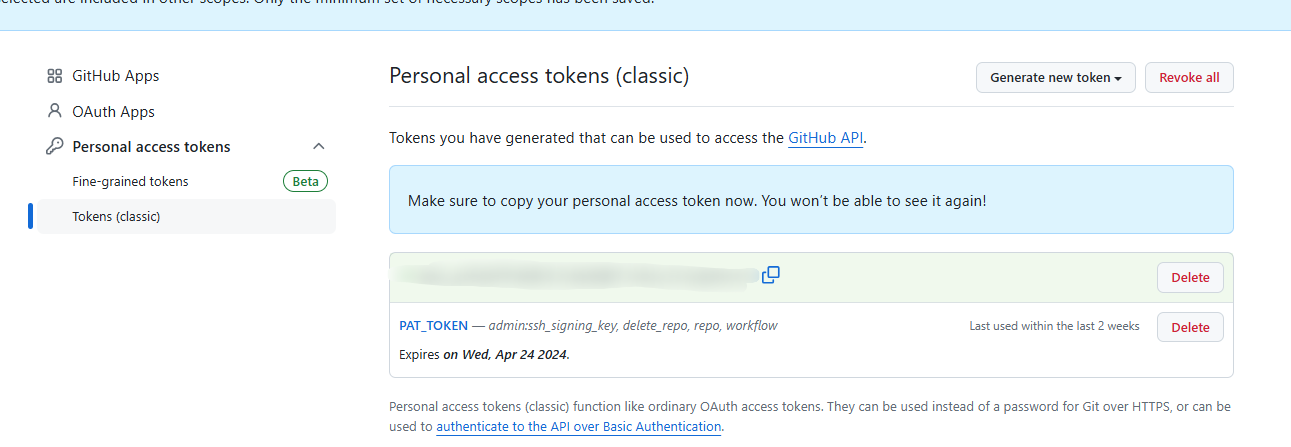 selected are included in other scopes. Only the minimum set of necessary scopes has been saved.
GitHub Apps
OAuth Apps
Personal access tokens
Fine-grained tokens Beta
Tokens (classic)
Personal access tokens (classic)
Generate new token
Revoke all
Tokens you have generated that can be used to access the GitHub API.
Make sure to copy your personal access token now. You won’t be able to see it again!
Delete
PAT_TOKEN — admin:ssh_signing_key, delete_repo, repo, workflow
Last used within the last 2 weeks
Delete
Expires on Wed, Apr 24 2024.
Personal access tokens (classic) function like ordinary OAuth access tokens. They can be used instead of a password for Git over HTTPS, or can be
used to authenticate to the API over Basic Authentication.